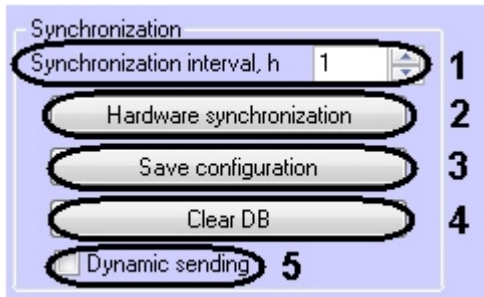 Synchronization
Synchronization interval, h 1 1
Hardware synchronization 2
Save configuration 3
Clear DB 4
Dynamic sending 5